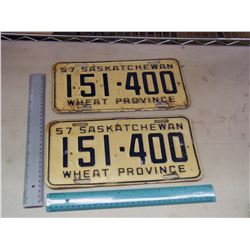 57 SASKATCHEWAN
151-400
WHEAT PROVINCE
57 SASKATCHEWAN
151-400
WHEAT PROVINCE